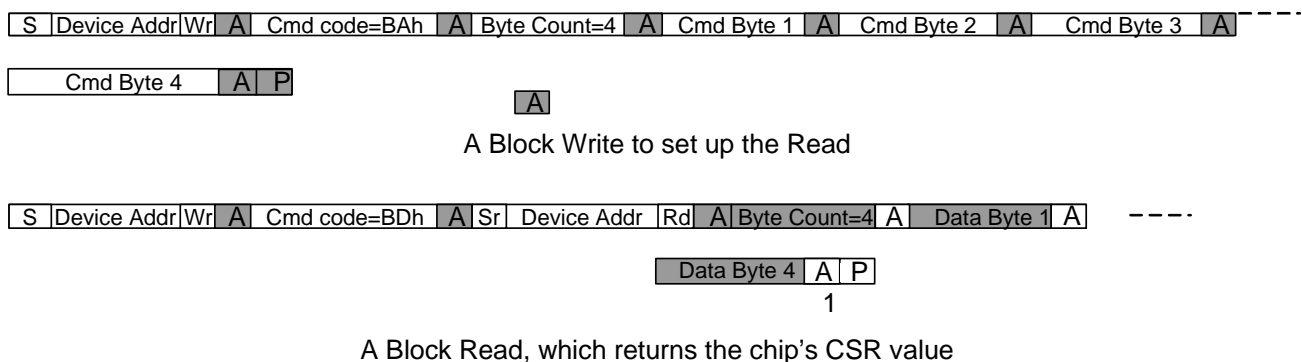 S Device Addr Wr A Cmd code=BAh A Byte Count=4 A Cmd Byte 1 A Cmd Byte 2 A Cmd Byte 3 A
Cmd Byte 4 A P
A
A Block Write to set up the Read
S Device Addr Wr A Cmd code=BDh A Sr Device Addr Rd A Byte Count=4 A Data Byte 1 A
Data Byte 4 A P
1
A Block Read, which returns the chip's CSR value